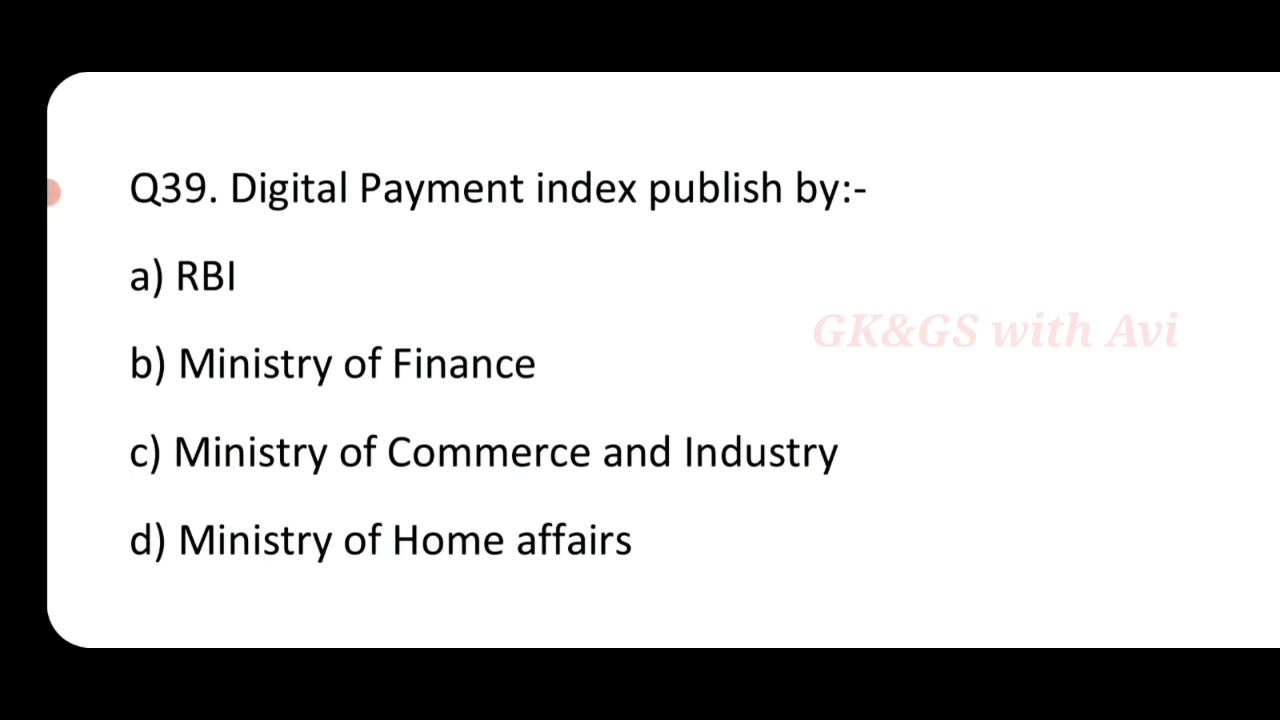 Q39. Digital Payment index publish by:-
a) RBI
GK&GS with Avi
b) Ministry of Finance
c) Ministry of Commerce and Industry
d) Ministry of Home affairs